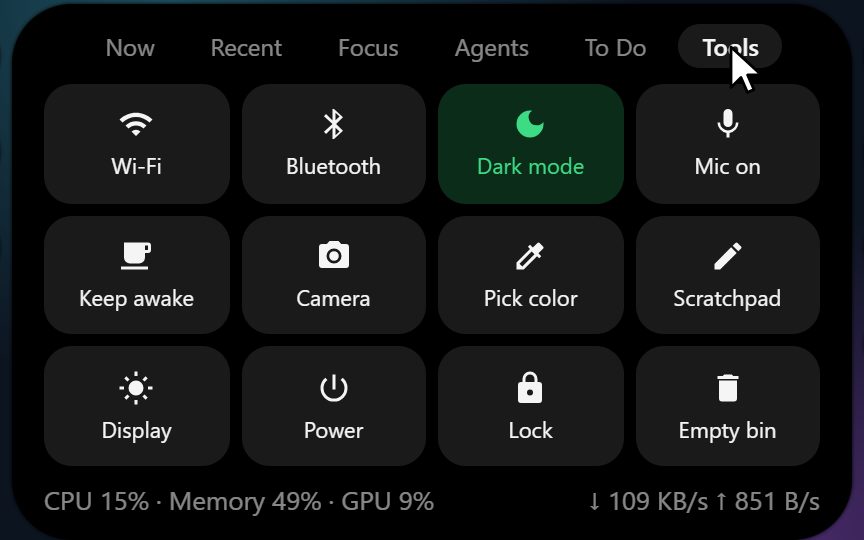 Now Recent Focus Agents To Do Tools
Wi-Fi Bluetooth Dark mode Mic on
Keep awake Camera Pick color Scratchpad
Display Power Lock Empty bin
CPU 15% · Memory 49% · GPU 9% ↓ 109 KB/s ↑ 851 B/s